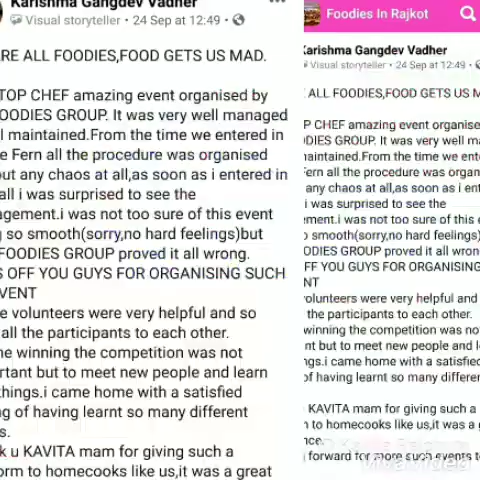 Karishma Gangdev Vadher
Visual storyteller • 24 Sep at 12:49 •
RE ALL FOODIES,FOOD GETS US MAD.
TOP CHEF amazing event organised by
FOODIES GROUP. It was very well managed
l maintained.From the time we entered in
e Fern all the procedure was organised
out any chaos at all,as soon as i entered in
all i was surprised to see the
agement.i was not too sure of this event
g so smooth(sorry,no hard feelings)but
FOODIES GROUP proved it all wrong.
S OFF YOU GUYS FOR ORGANISING SUCH
VENT
e volunteers were very helpful and so
all the participants to each other.
ne winning the competition was not
rtant but to meet new people and learn
things.i came home with a satisfied
g of having learnt so many different
s.
k u KAVITA mam for giving such a
orm to homecooks like us,it was a great
Foodies In Rajkot
Karishma Gangdev Vadher
Visual storyteller • 24 Sep at 12:49 •
ALL FOODIES,FOOD GETS US M
P CHEF amazing event organise
DIES GROUP. It was very well ma
aintained.From the time we ent
Fern all the procedure was organ
any chaos at all,as soon as i ent
i was surprised to see the
ement.i was not too sure of this e
o smooth(sorry,no hard feelings)
DIES GROUP proved it all wron
FF YOU GUYS FOR ORGANISING
NT
olunteers were very helpful and
the participants to each other.
winning the competition was no
nt but to meet new people and l
ngs.i came home with a satisfied
of having learnt so many differen
KAVITA mam for giving such a
n to homecooks like us,it was a g
nce.
forward for more such events t